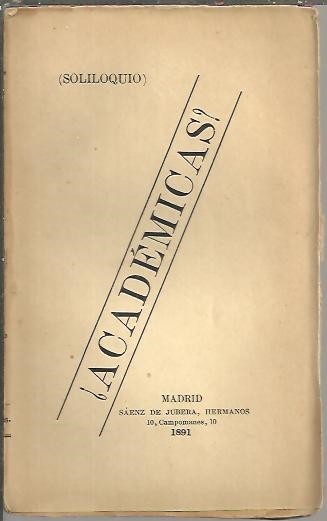 (SOLILOQUIO)
¿ACADÉMICAS?
MADRID
SÁENZ DE JUBERA, HERMANOS
10, Campomanes, 10
1891